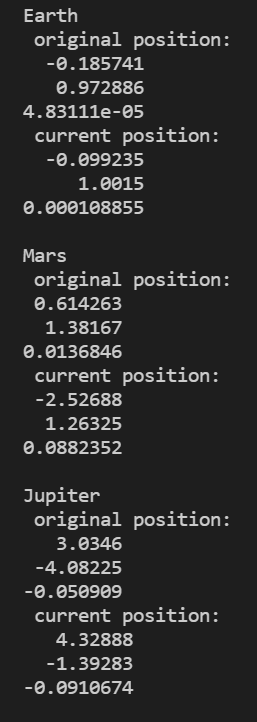 Earth
original position:
-0.185741
0.972886
4.83111e-05
current position:
-0.099235
1.0015
0.000108855
Mars
original position:
0.614263
1.38167
0.0136846
current position:
-2.52688
1.26325
0.0882352
Jupiter
original position:
3.0346
-4.08225
-0.050909
current position:
4.32888
-1.39283
-0.0910674